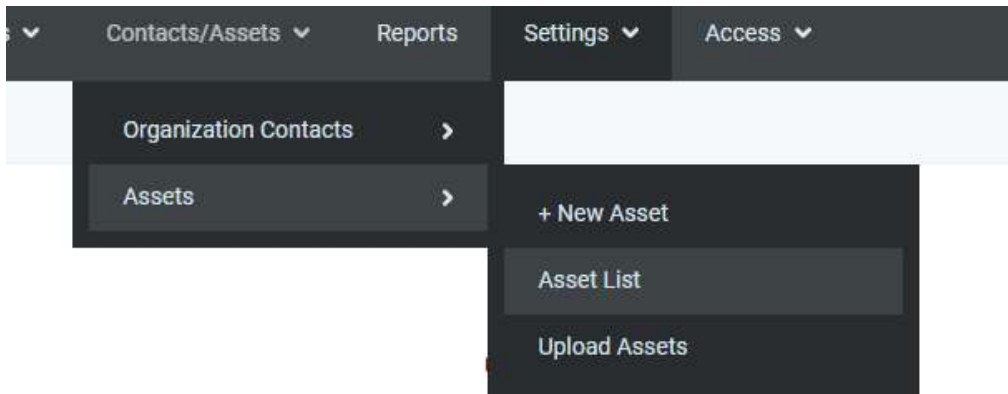 s Contacts/Assets Reports Settings Access
Organization Contacts
Assets
+ New Asset
Asset List
Upload Assets